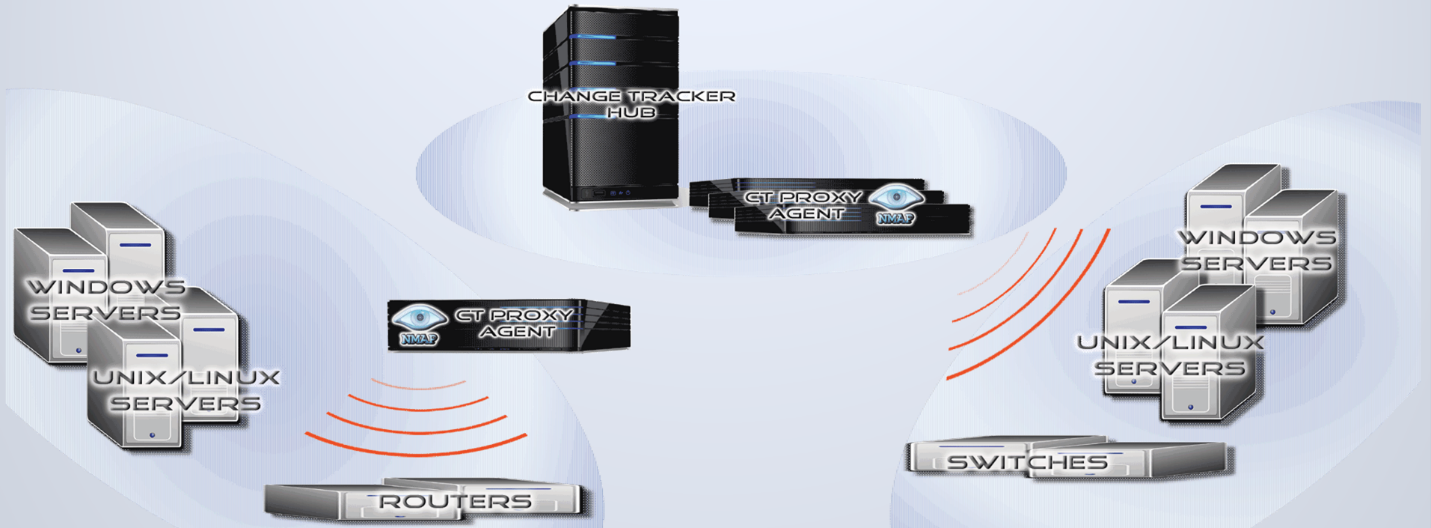 CHANGE TRACKER
HUB
CT PROXY
AGENT
NMAP
WINDOWS
SERVERS
UNIX/LINUX
SERVERS
CT PROXY
AGENT
NMAP
WINDOWS
SERVERS
UNIX/LINUX
SERVERS
ROUTERS
SWITCHES